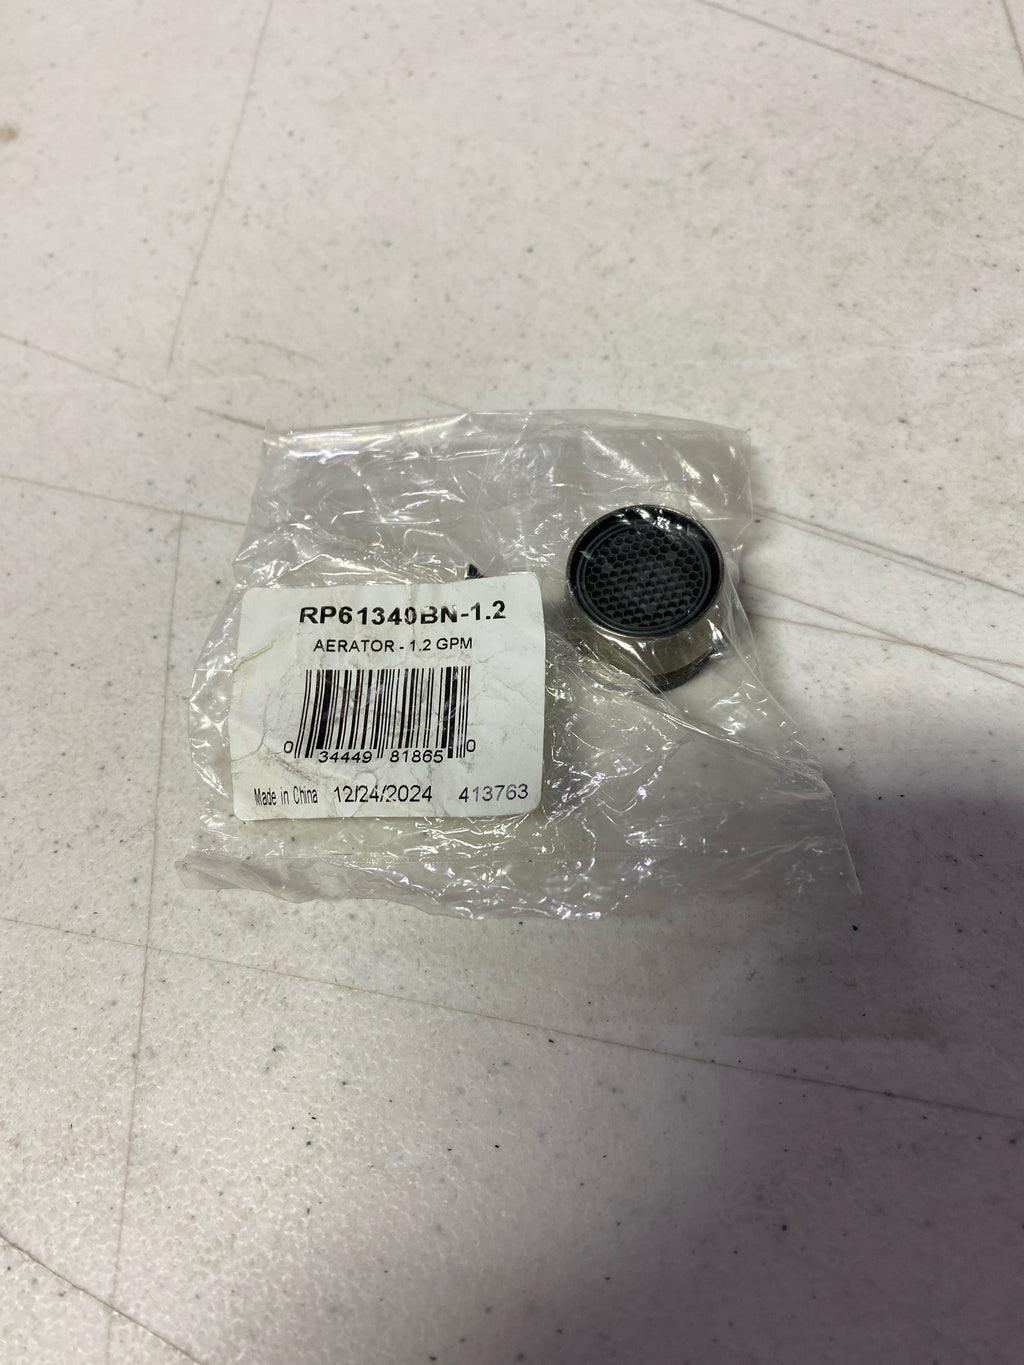 RP61340BN-1.2
AERATOR - 1.2 GPM
0 34449 81865 0
Made in China 12/24/2024 413763